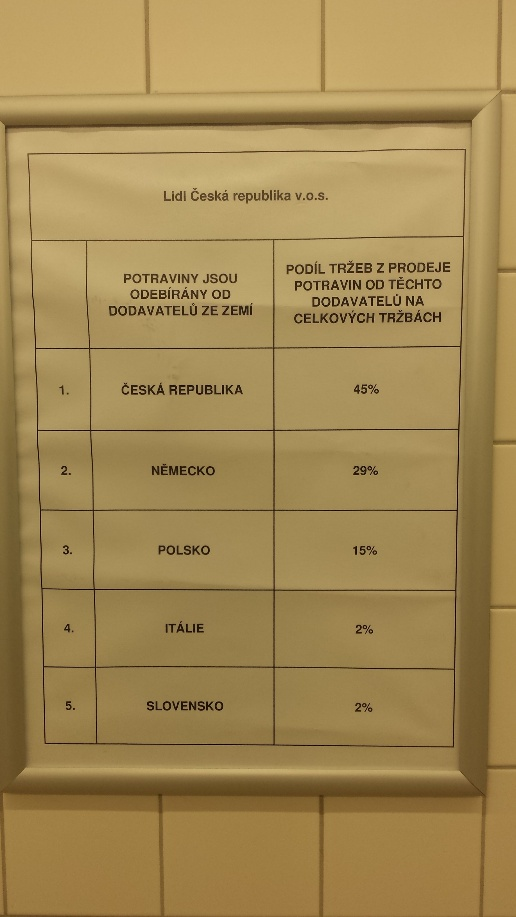 Lidl Česká republika v.o.s.
POTRAVINY JSOU
ODEBÍRÁNY OD
DODAVATELŮ ZE ZEMÍ
PODÍL TRŽEB Z PRODEJE
POTRAVIN OD TĚCHTO
DODAVATELŮ NA
CELKOVÝCH TRŽBÁCH
1. ČESKÁ REPUBLIKA 45%
2. NĚMECKO 29%
3. POLSKO 15%
4. ITÁLIE 2%
5. SLOVENSKO 2%